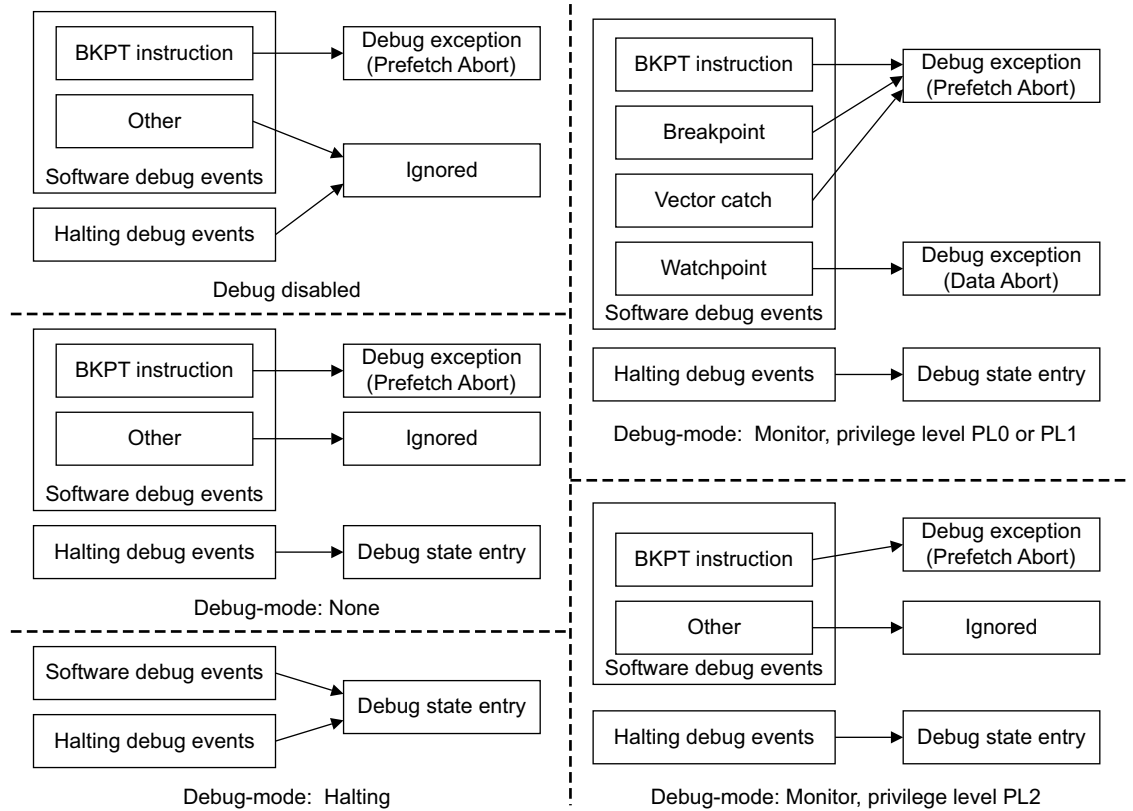 BKPT instruction
Debug exception
(Prefetch Abort)
Other
Ignored
Software debug events
Halting debug events
Debug disabled
BKPT instruction
Debug exception
(Prefetch Abort)
Other
Ignored
Software debug events
Halting debug events
Debug state entry
Debug-mode: None
Software debug events
Debug state entry
Halting debug events
Debug-mode: Halting
BKPT instruction
Debug exception
(Prefetch Abort)
Breakpoint
Vector catch
Watchpoint
Debug exception
(Data Abort)
Software debug events
Halting debug events
Debug state entry
Debug-mode: Monitor, privilege level PL0 or PL1
BKPT instruction
Debug exception
(Prefetch Abort)
Other
Ignored
Software debug events
Halting debug events
Debug state entry
Debug-mode: Monitor, privilege level PL2